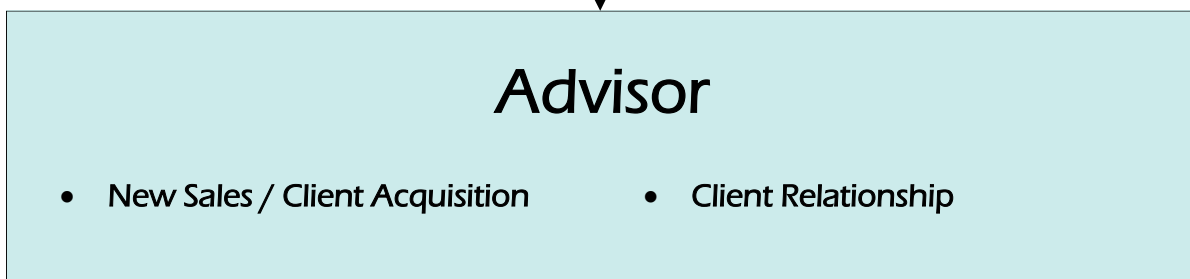 Advisor
• New Sales / Client Acquisition • Client Relationship